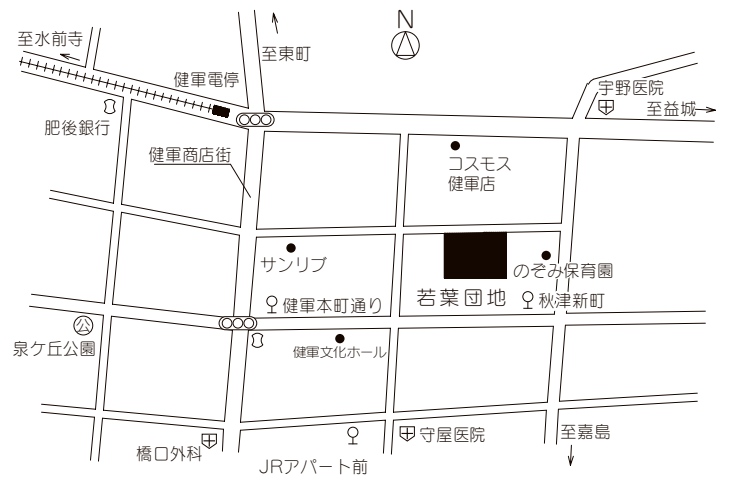 N
至水前寺
至東町
健軍電停
宇野医院
至益城
肥後銀行
健軍商店街
コスモス
健軍店
サンリブ
のぞみ保育園
若葉団地
秋津新町
健軍本町通り
公
泉ケ丘公園
健軍文化ホール
橋口外科
守屋医院
至嘉島
JRアパート前